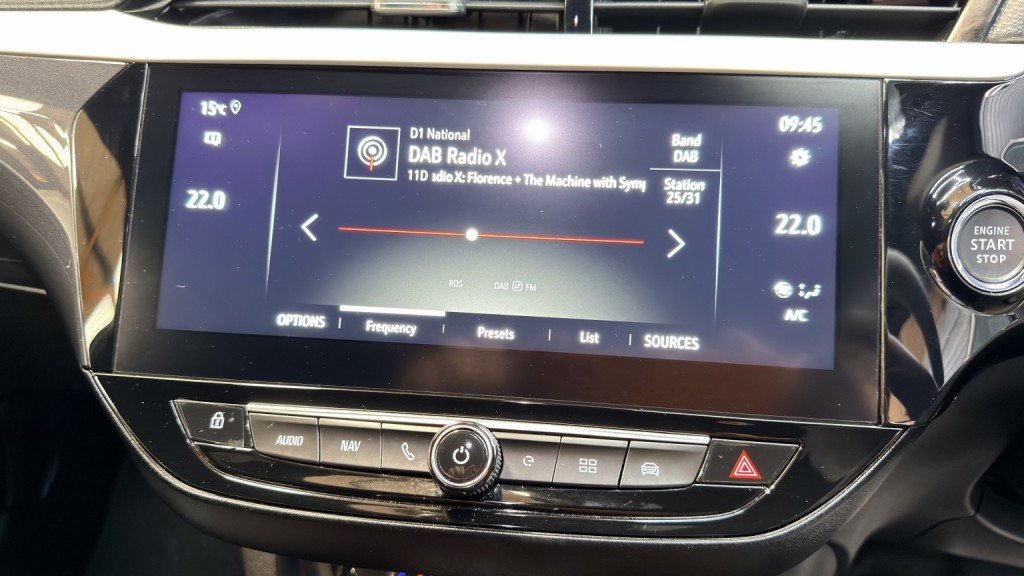 15°C
09:45
D1 National
DAB Radio X
11D adio X: Florence + The Machine with Symp
Band
DAB
Station
25/31
22.0
22.0
RDS
DAB FM
A/C
OPTIONS
Frequency
Presets
List
SOURCES
ENGINE
START
STOP
AUDIO
NAV